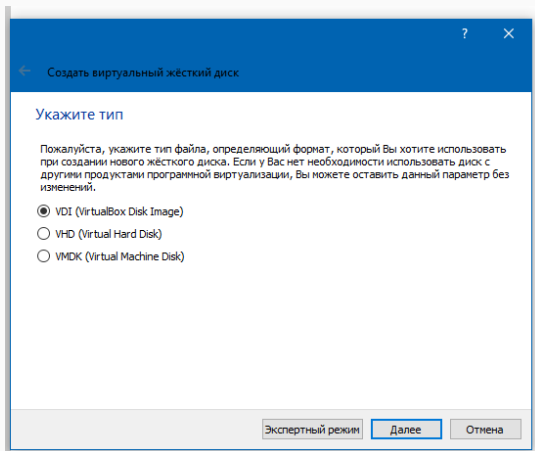 ?
Создать виртуальный жёсткий диск
Укажите тип
Пожалуйста, укажите тип файла, определяющий формат, который Вы хотите использовать
при создании нового жёсткого диска. Если у Вас нет необходимости использовать диск с
другими продуктами программной виртуализации, Вы можете оставить данный параметр без
изменений.
VDI (VirtualBox Disk Image)
VHD (Virtual Hard Disk)
VMDK (Virtual Machine Disk)
Экспертный режим Далее Отмена